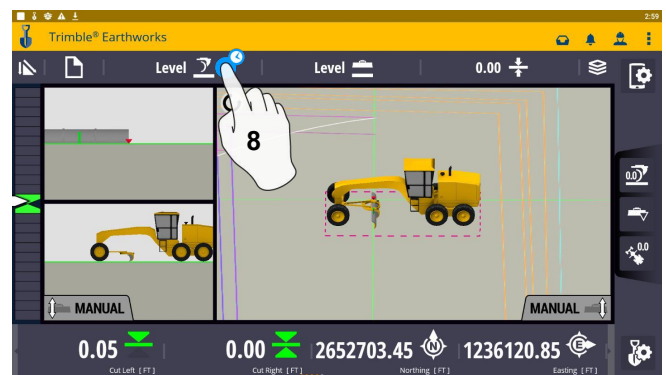 2:59
Trimble® Earthworks
Level
Level
0.00
8
0.0
0.0
MANUAL
MANUAL
0.05
0.00
2652703.45
1236120.85
Cut Left [FT]
Cut Right [FT]
Northing [FT]
Easting [FT]